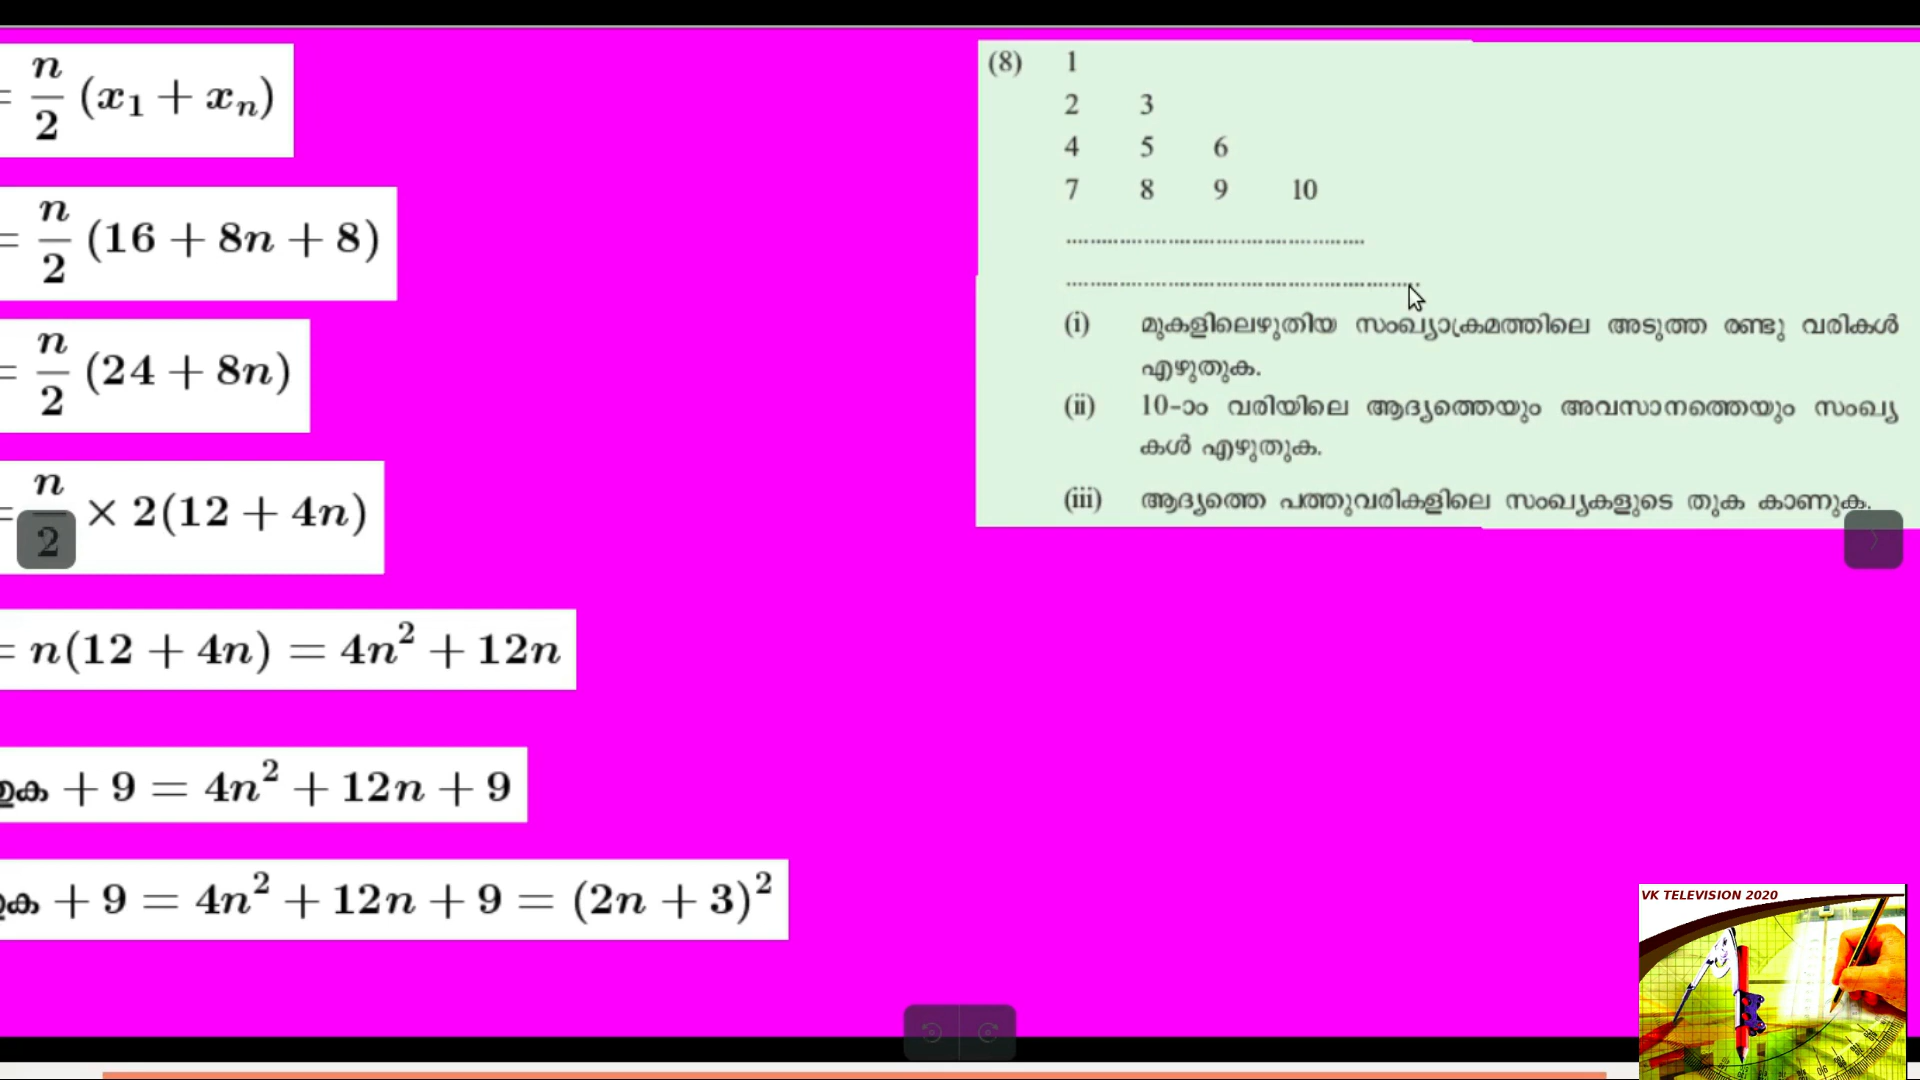 = n/2 (x₁ + xₙ)
= n/2 (16 + 8n + 8)
= n/2 (24 + 8n)
= n/2 × 2(12 + 4n)
= n(12 + 4n) = 4n² + 12n
+ 9 = 4n² + 12n + 9
+ 9 = 4n² + 12n + 9 = (2n + 3)²
(8) 1
2 3
4 5 6
7 8 9 10
..................................................
...........................................................
(i) മുകളിലെഴുതിയ സംഖ്യാക്രമത്തിലെ അടുത്ത രണ്ടു വരികൾ
എഴുതുക.
(ii) 10-ാം വരിയിലെ ആദ്യത്തെയും അവസാനത്തെയും സംഖ്യ
കൾ എഴുതുക.
(iii) ആദ്യത്തെ പത്തുവരികളിലെ സംഖ്യകളുടെ തുക കാണുക.
VK TELEVISION 2020